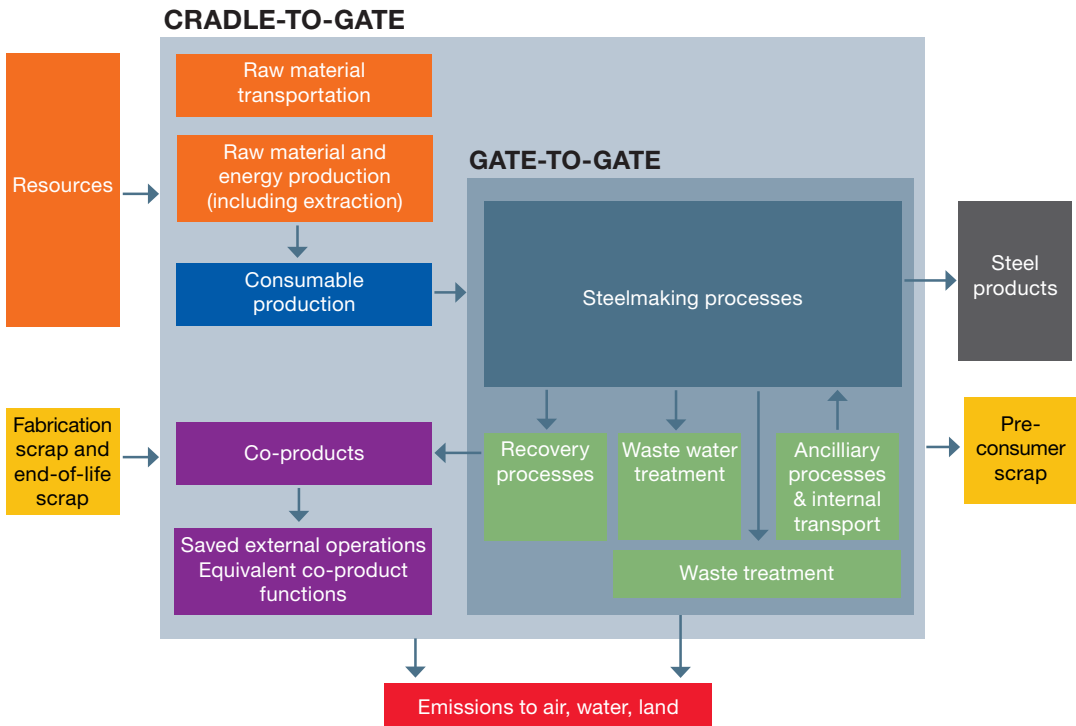 CRADLE-TO-GATE
Resources
Raw material
transportation
Raw material and
energy production
(including extraction)
Consumable
production
GATE-TO-GATE
Steelmaking processes
Steel
products
Fabrication
scrap and
end-of-life
scrap
Co-products
Saved external operations
Equivalent co-product
functions
Recovery
processes
Waste water
treatment
Ancilliary
processes
& internal
transport
Waste treatment
Pre-
consumer
scrap
Emissions to air, water, land